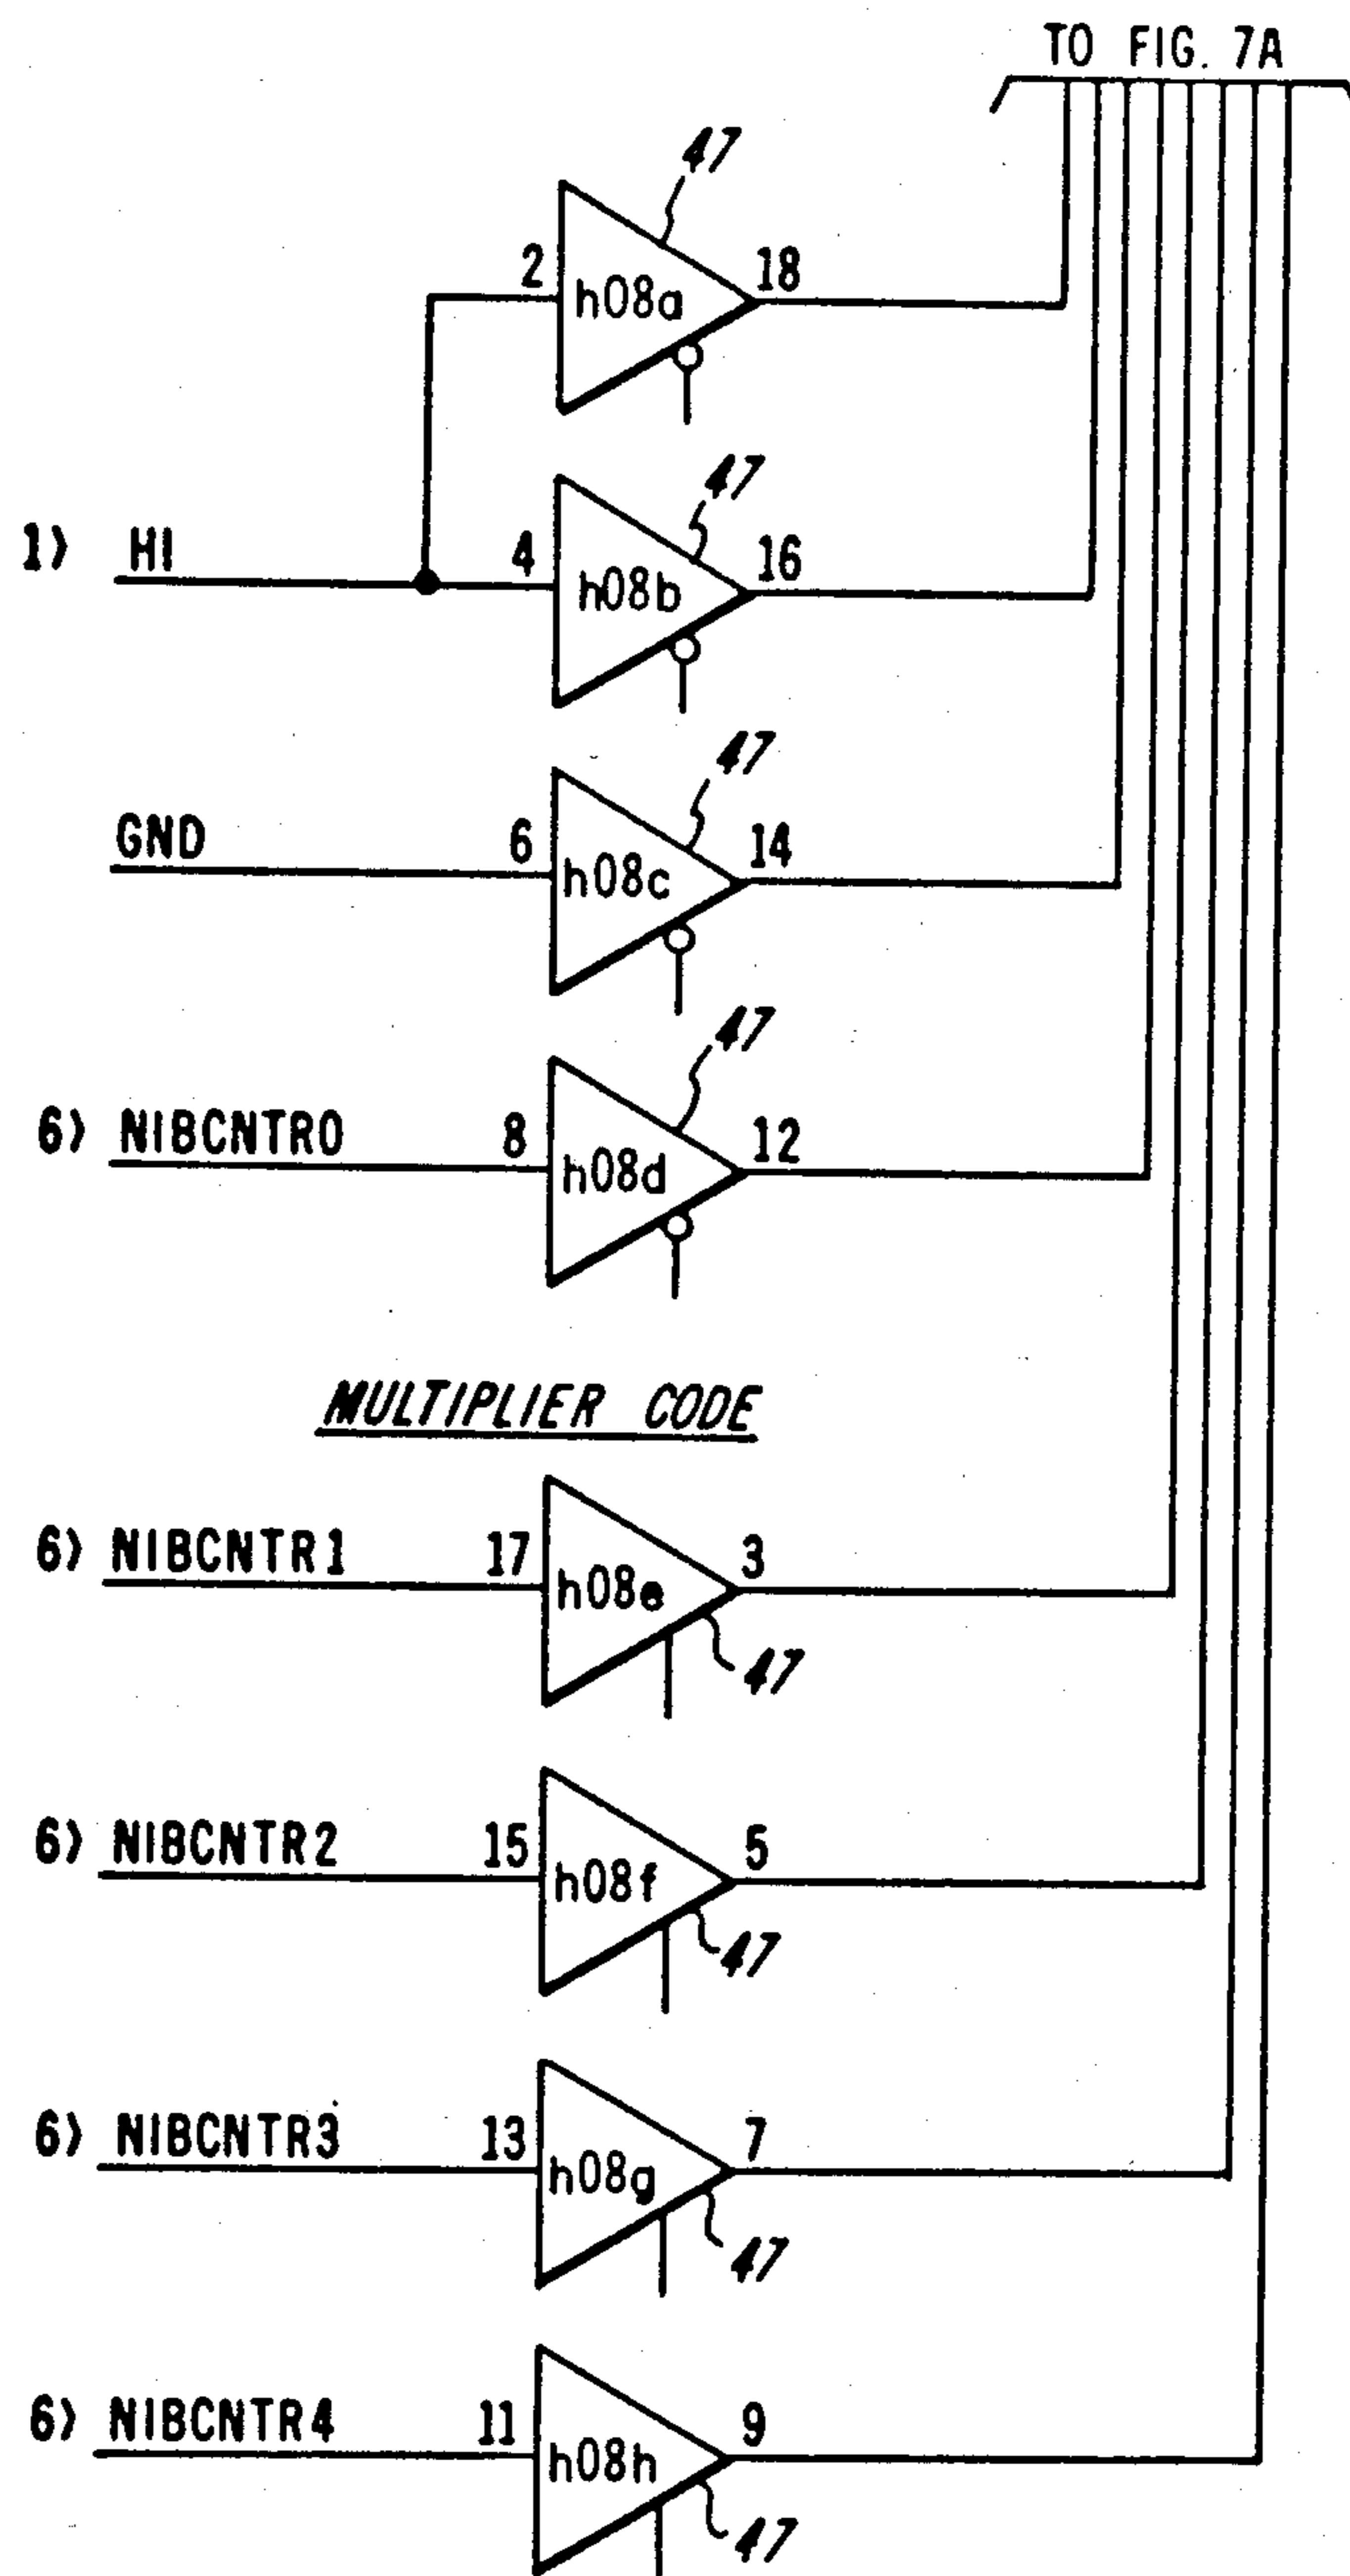 TO FIG. 7A
47
2 h08a 18
47
1) HI 4 h08b 16
47
GND 6 h08c 14
47
6) NIBCNTR0 8 h08d 12
MULTIPLIER CODE
6) NIBCNTR1 17 h08e 3
47
6) NIBCNTR2 15 h08f 5
47
6) NIBCNTR3 13 h08g 7
47
6) NIBCNTR4 11 h08h 9
47